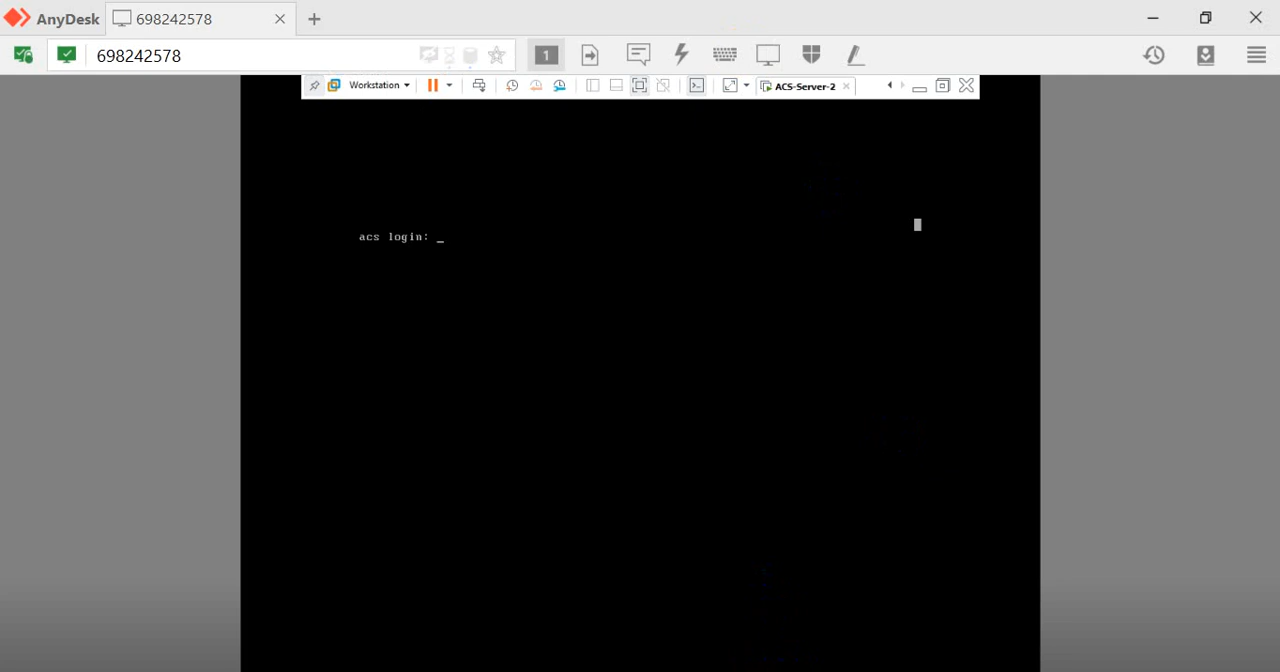 AnyDesk
698242578
698242578
1
Workstation
ACS-Server-2
acs login: _